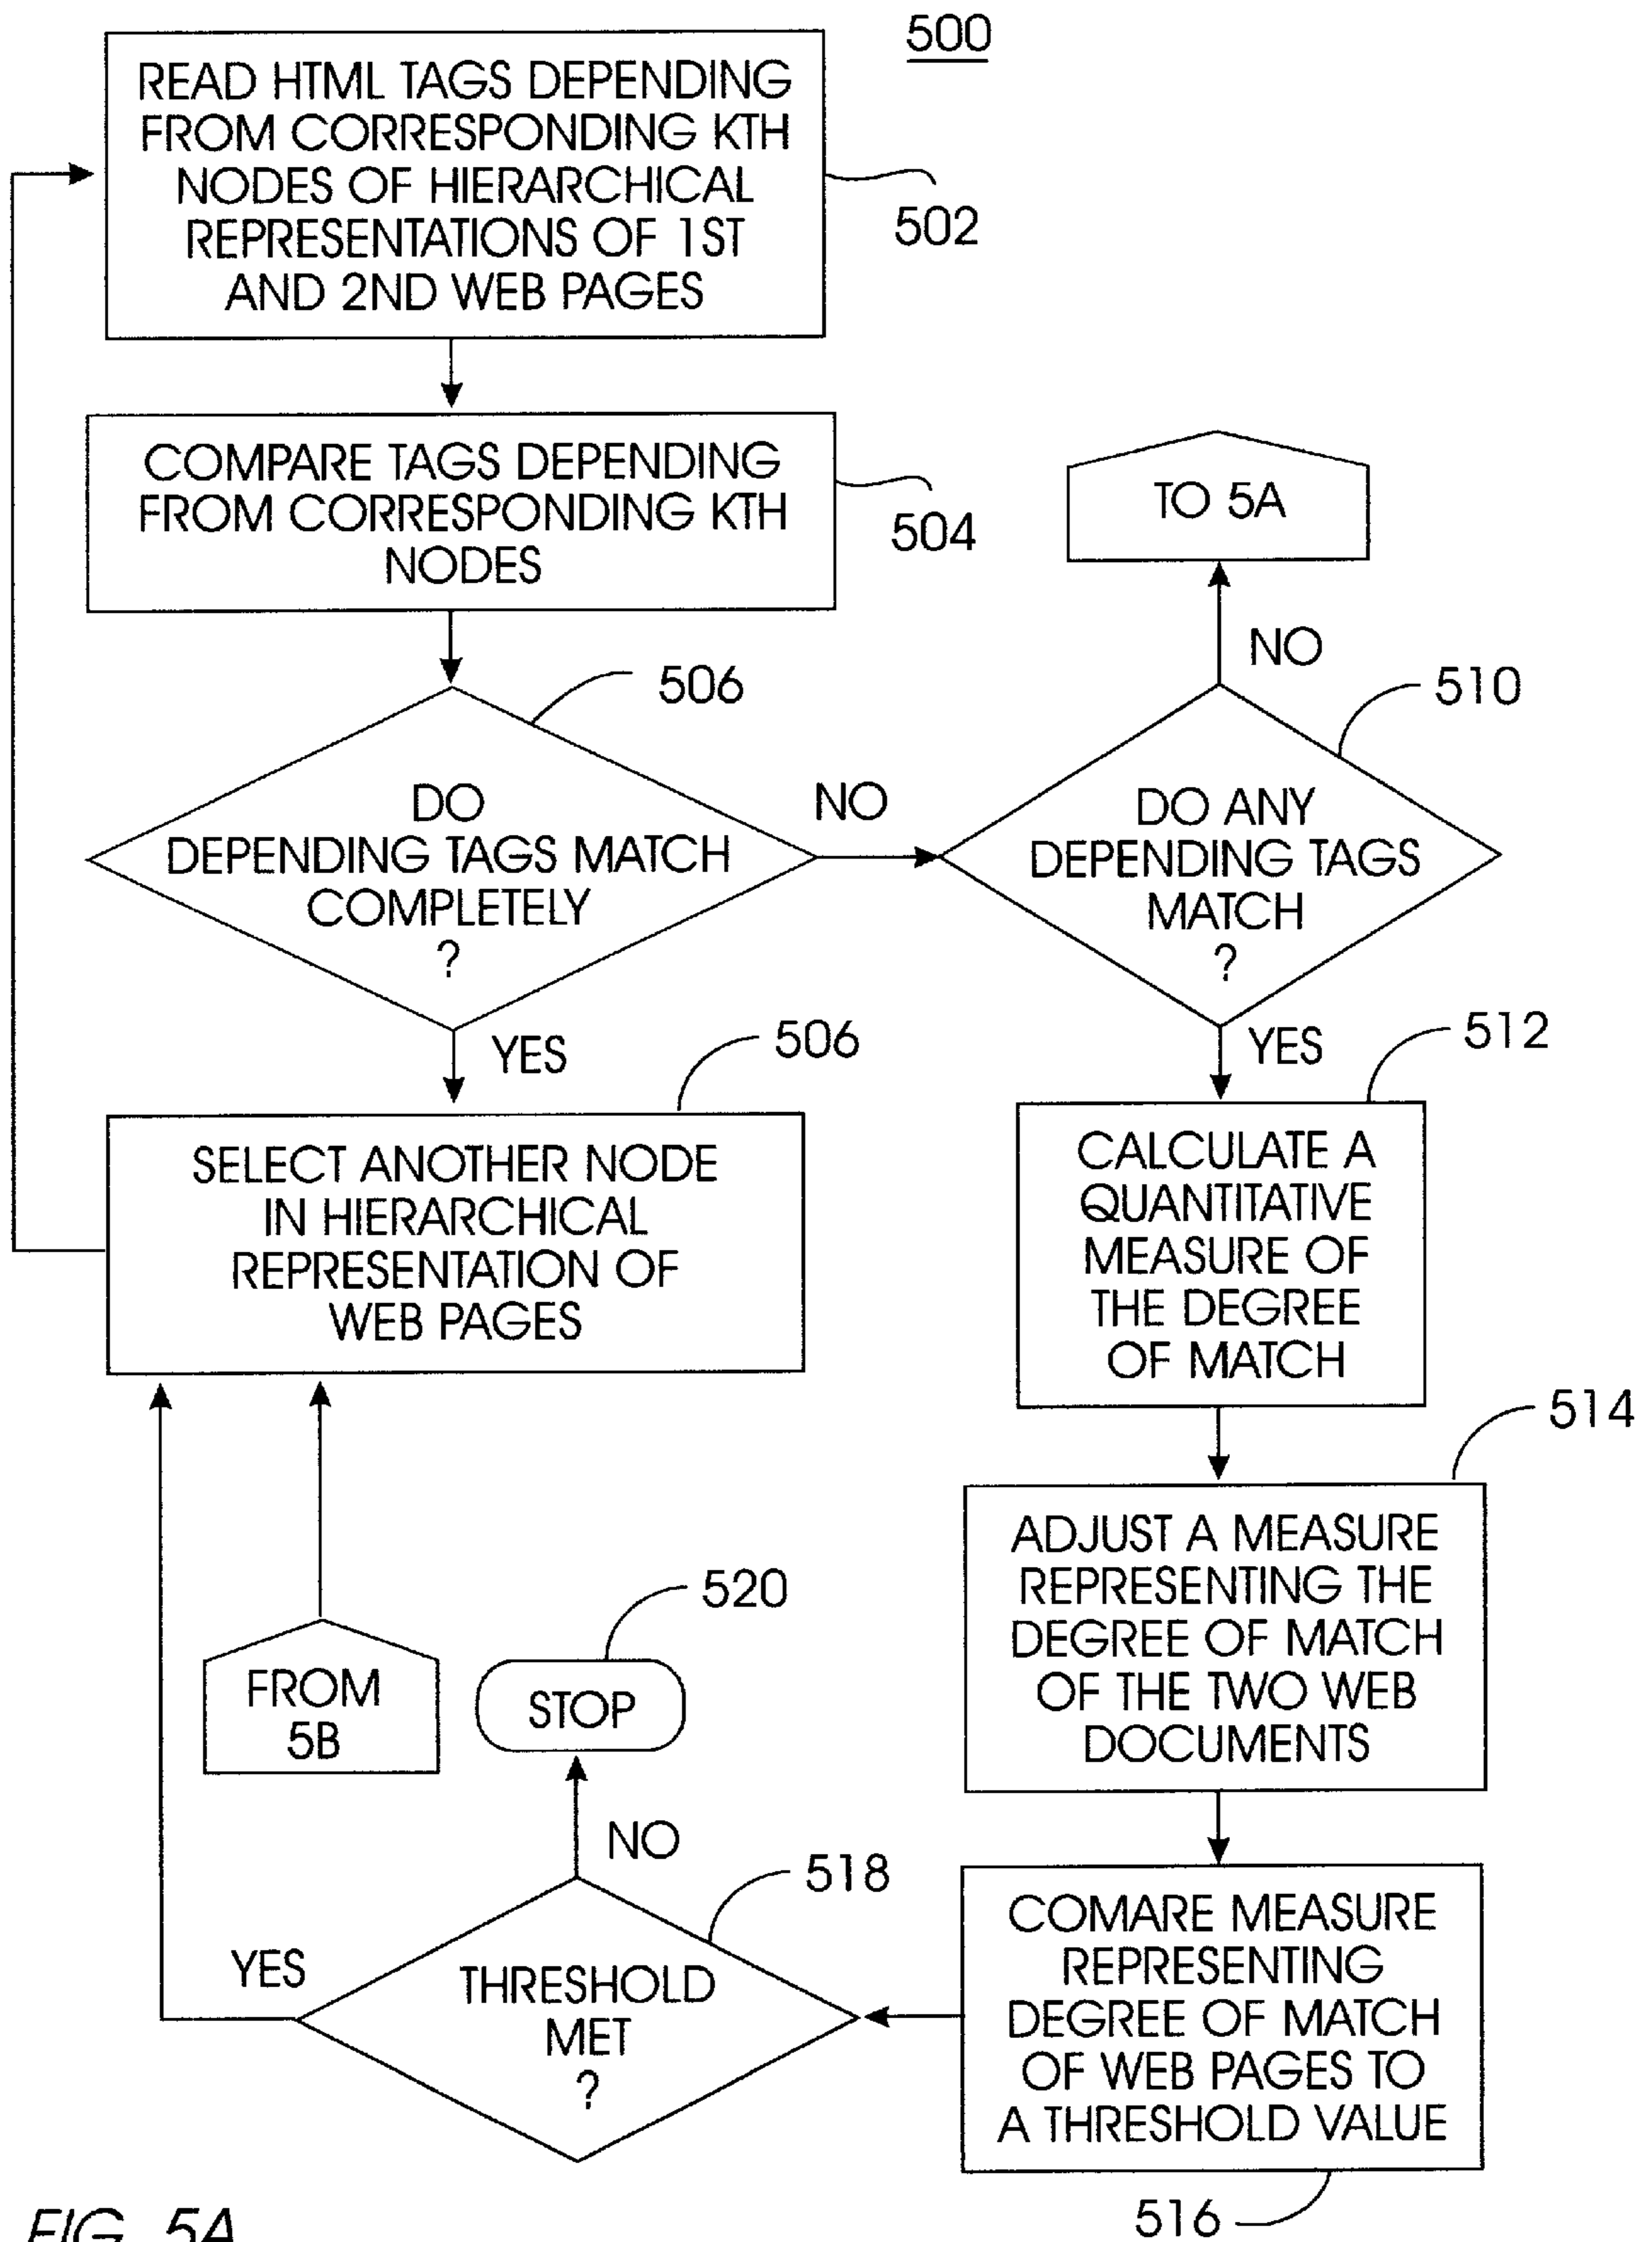 500
READ HTML TAGS DEPENDING
FROM CORRESPONDING KTH
NODES OF HIERARCHICAL
REPRESENTATIONS OF 1ST
AND 2ND WEB PAGES
502
COMPARE TAGS DEPENDING
FROM CORRESPONDING KTH
NODES
504
TO 5A
NO
506
510
DO
DEPENDING TAGS MATCH
COMPLETELY
?
NO
DO ANY
DEPENDING TAGS
MATCH
?
YES
506
YES
512
SELECT ANOTHER NODE
IN HIERARCHICAL
REPRESENTATION OF
WEB PAGES
CALCULATE A
QUANTITATIVE
MEASURE OF
THE DEGREE
OF MATCH
514
ADJUST A MEASURE
REPRESENTING THE
DEGREE OF MATCH
OF THE TWO WEB
DOCUMENTS
520
STOP
FROM
5B
NO
518
YES
THRESHOLD
MET
?
COMARE MEASURE
REPRESENTING
DEGREE OF MATCH
OF WEB PAGES TO
A THRESHOLD VALUE
516
FIG. 5A